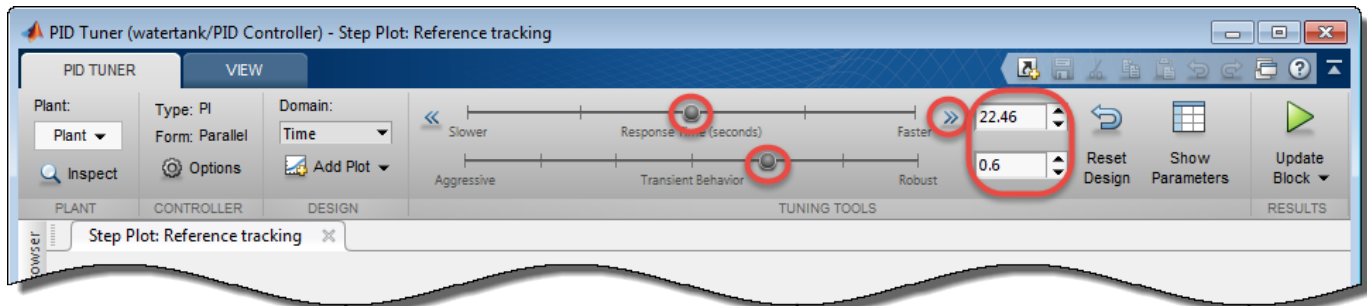 PID Tuner (watertank/PID Controller) - Step Plot: Reference tracking
PID TUNER VIEW
Plant: Type: PI Domain: Slower Response Time (seconds) Faster 22.46
Plant Form: Parallel Time
Inspect Options Add Plot Aggressive Transient Behavior Robust 0.6 Reset Design Show Parameters Update Block
PLANT CONTROLLER DESIGN TUNING TOOLS RESULTS
Step Plot: Reference tracking